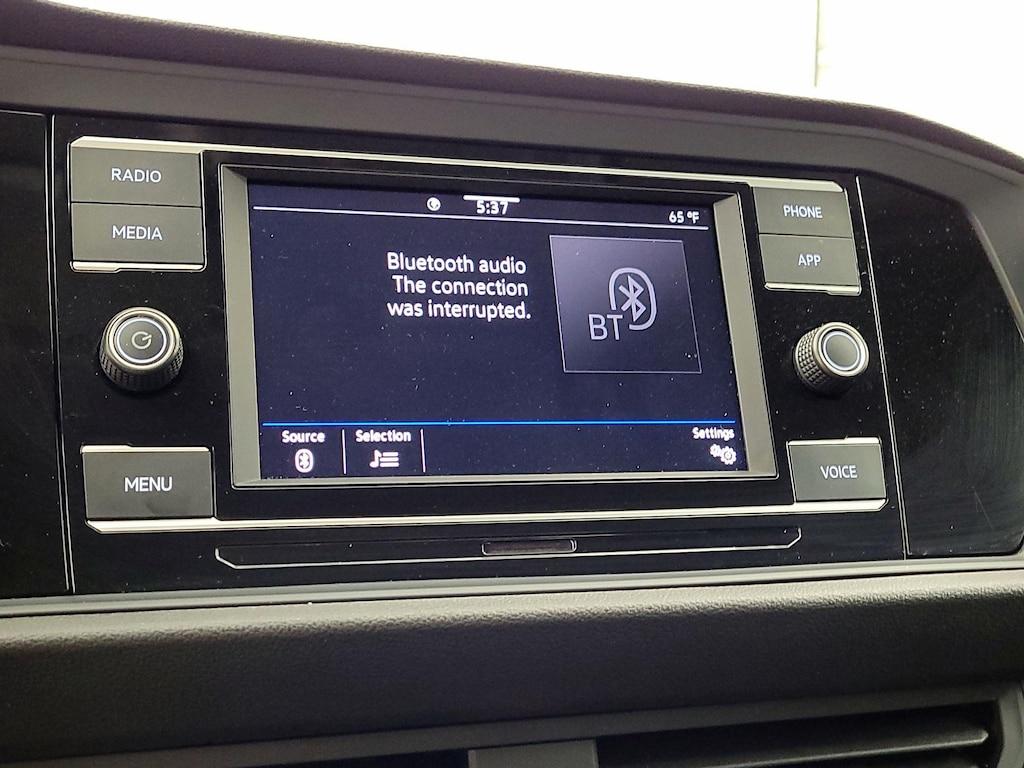 RADIO
MEDIA
MENU
5:37
65 °F
Bluetooth audio
The connection
was interrupted.
BT
Source
Selection
Settings
PHONE
APP
VOICE